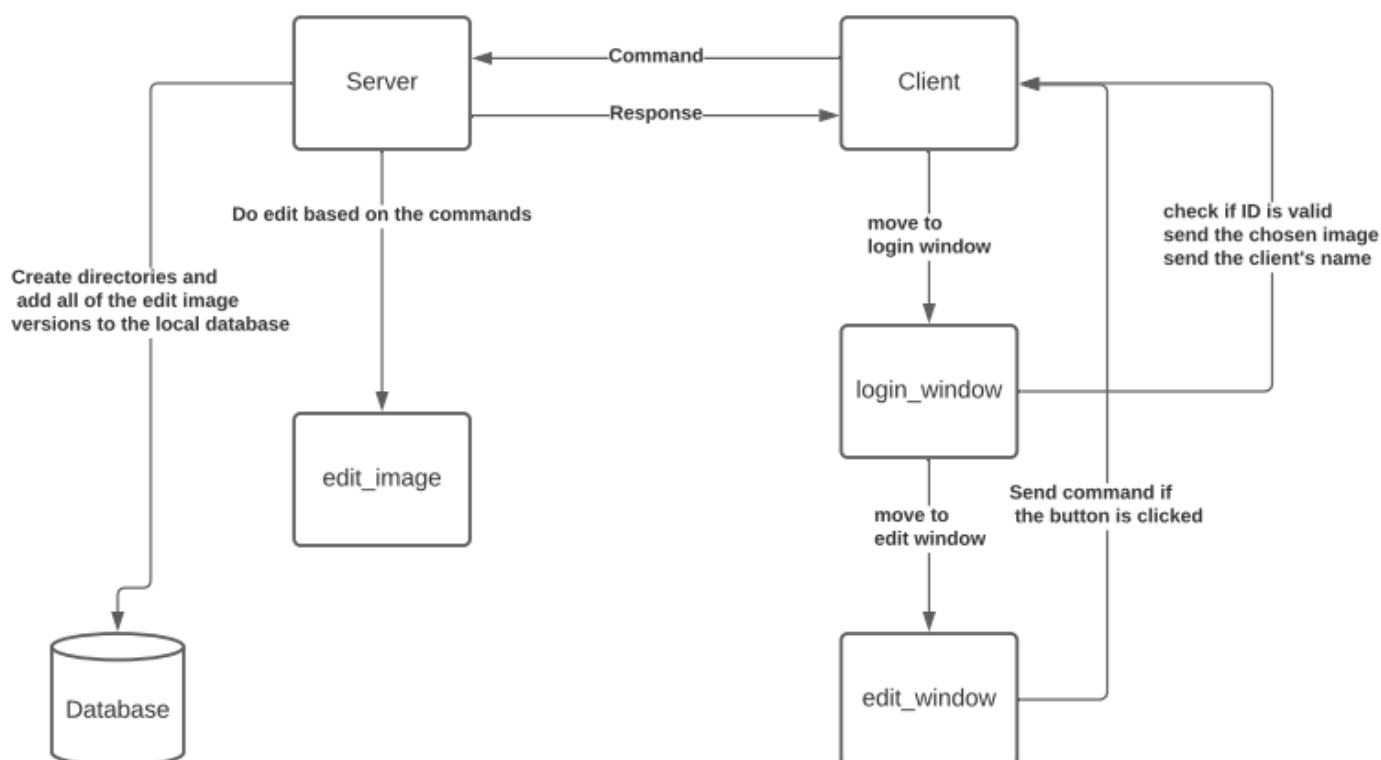 Server
Command
Response
Client
Do edit based on the commands
move to
login window
check if ID is valid
send the chosen image
send the client's name
Create directories and
add all of the edit image
versions to the local database
login_window
edit_image
move to
edit window
Send command if
the button is clicked
Database
edit_window